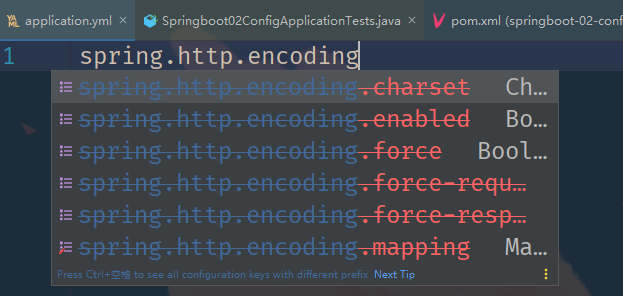 application.yml × Springboot02ConfigApplicationTests.java × pom.xml (springboot-02-conf
1 spring.http.encoding
spring.http.encoding.charset Ch…
spring.http.encoding.enabled Bo…
spring.http.encoding.force Bool…
spring.http.encoding.force-requ…
spring.http.encoding.force-resp…
spring.http.encoding.mapping Ma…
Press Ctrl+空格 to see all configuration keys with different prefix Next Tip